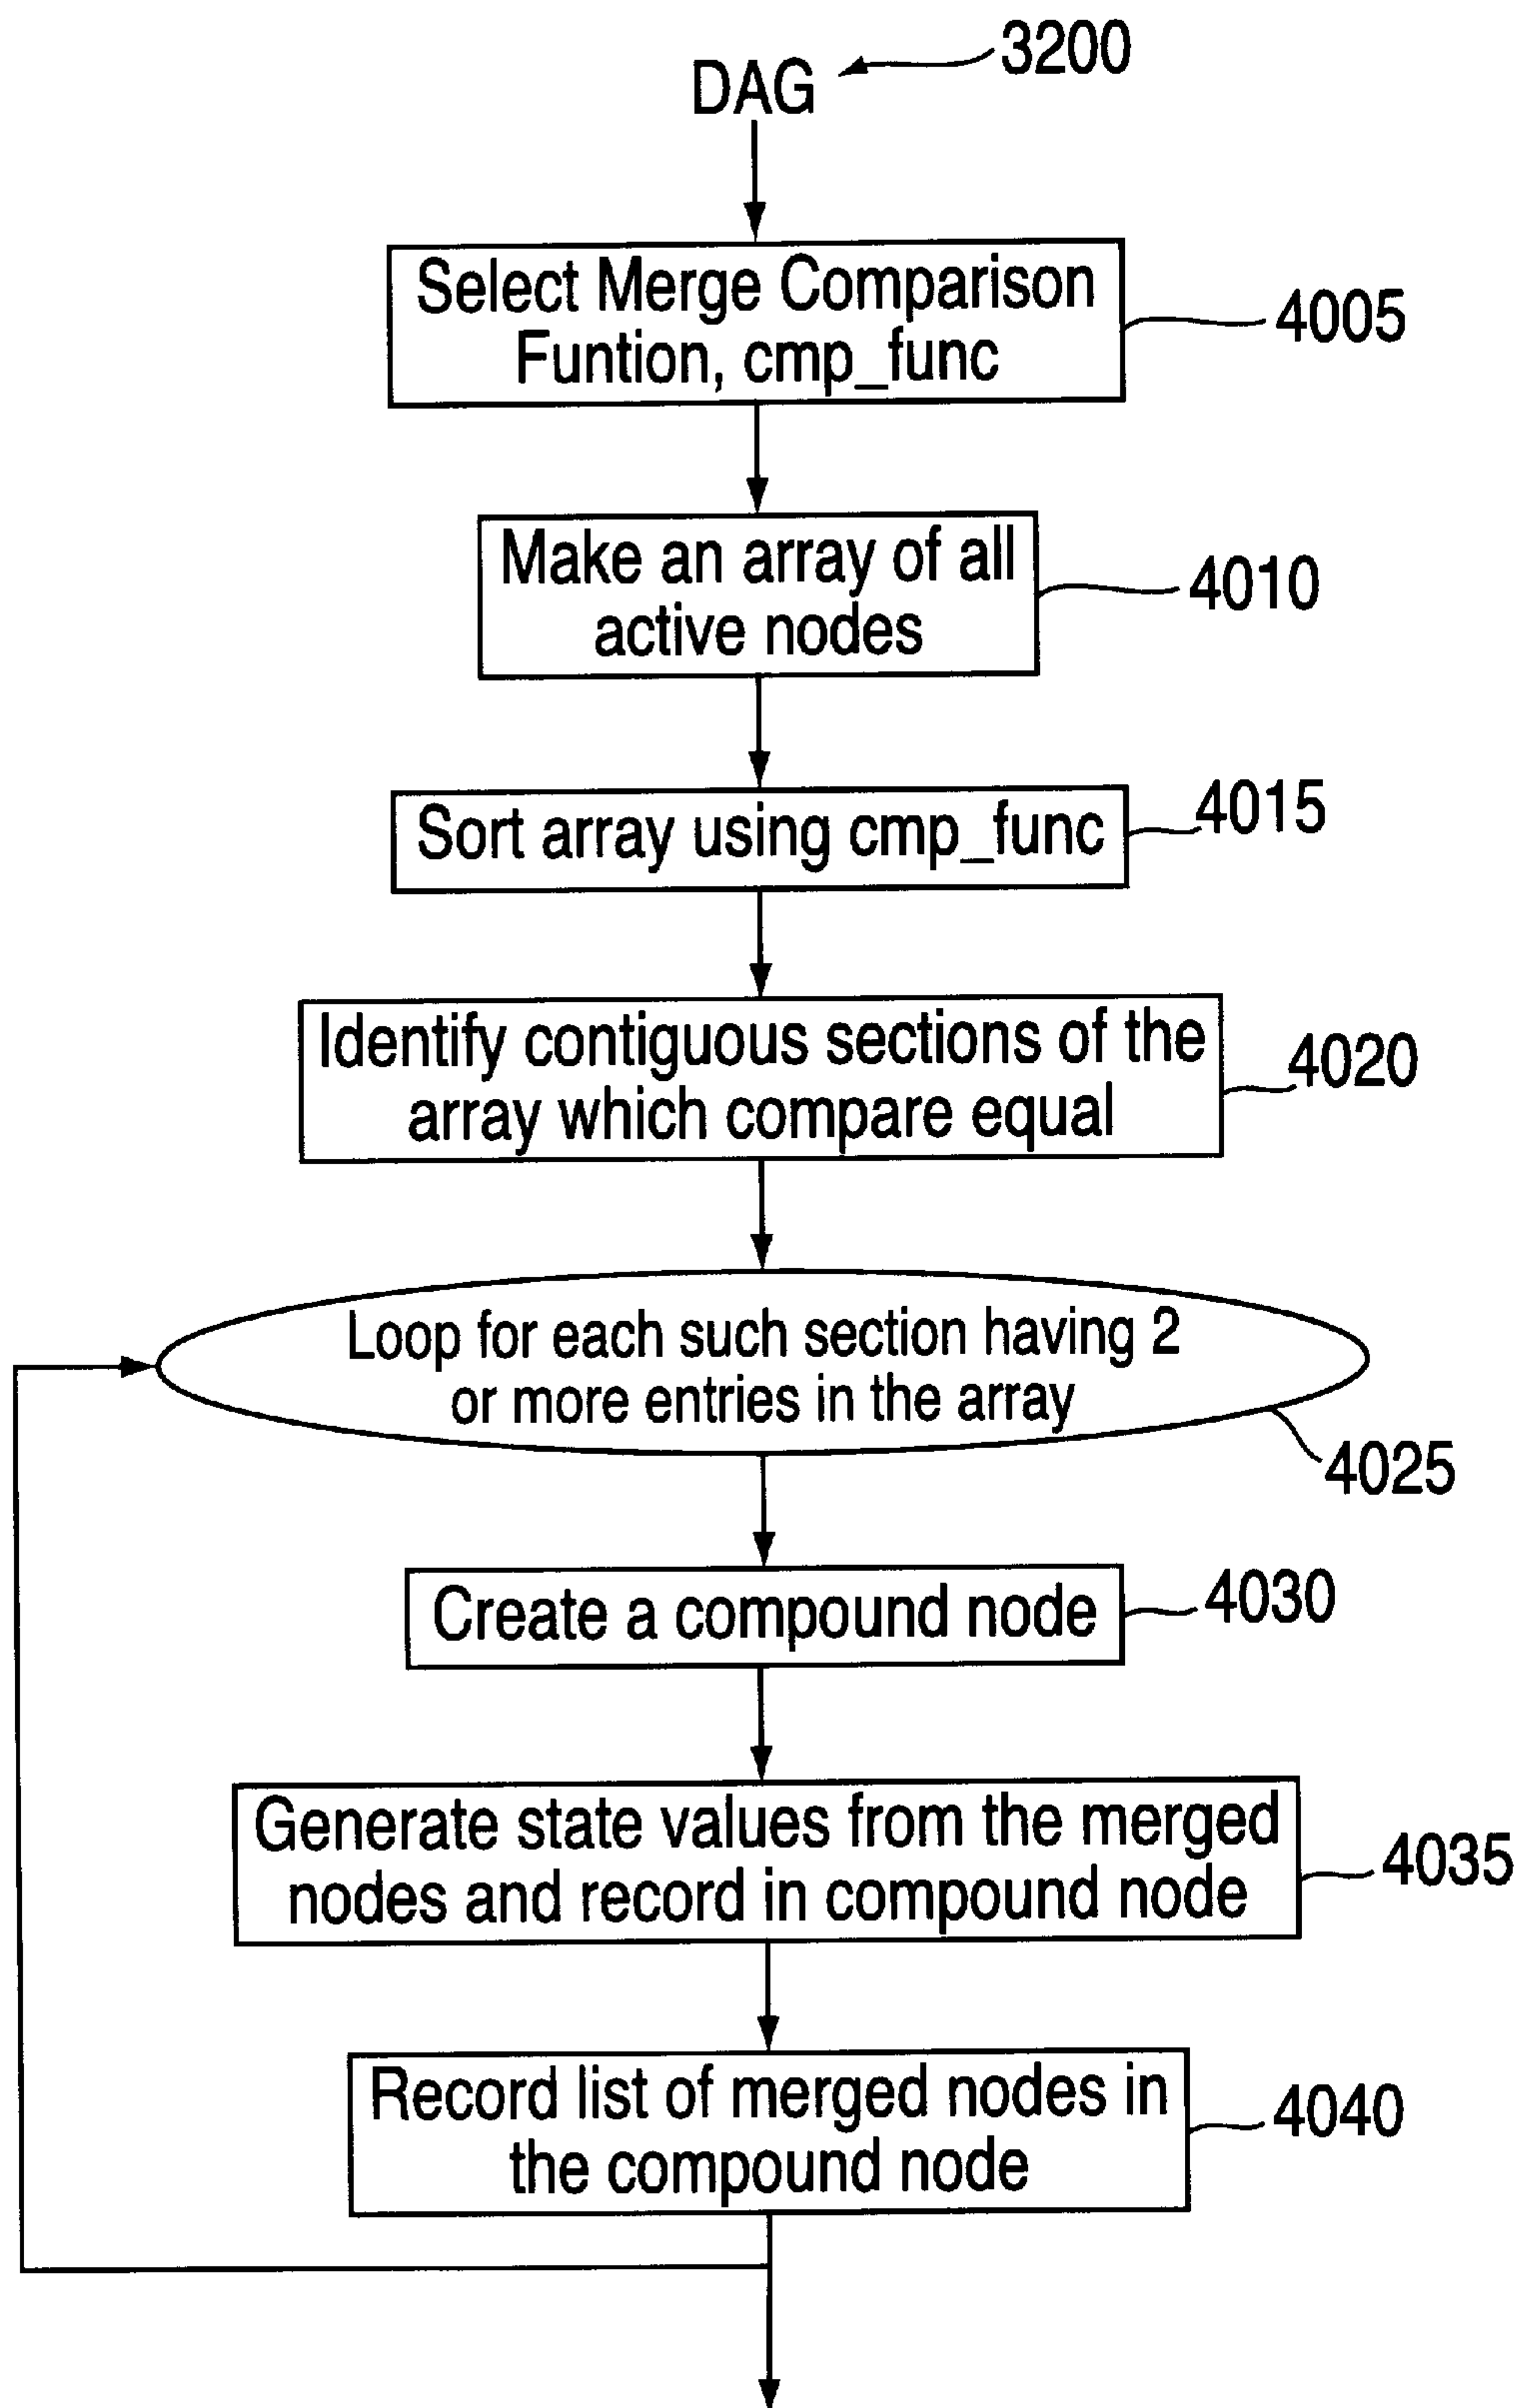 3200
DAG
Select Merge Comparison
Funtion, cmp_func
4005
Make an array of all
active nodes
4010
Sort array using cmp_func
4015
Identify contiguous sections of the
array which compare equal
4020
Loop for each such section having 2
or more entries in the array
4025
Create a compound node
4030
Generate state values from the merged
nodes and record in compound node
4035
Record list of merged nodes in
the compound node
4040